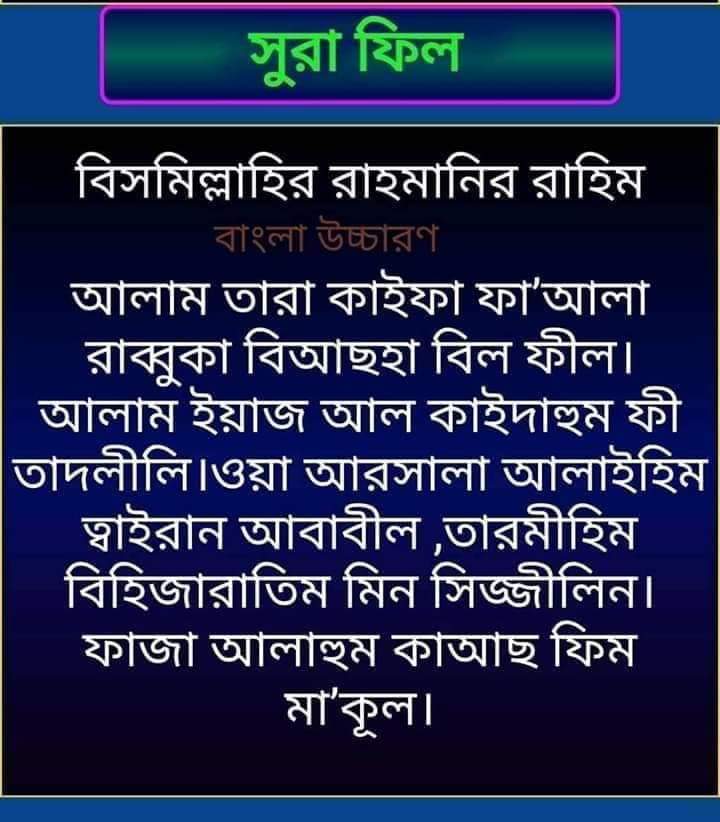 সুরা ফিল
বিসমিল্লাহির রাহমানির রাহিম
বাংলা উচ্চারণ
আলাম তারা কাইফা ফা'আলা
রাব্বুকা বিআছহা বিল ফীল।
আলাম ইয়াজ আল কাইদাহুম ফী
তাদলীলি।ওয়া আরসালা আলাইহিম
ত্বাইরান আবাবীল ,তারমীহিম
বিহিজারাতিম মিন সিজ্জীলিন।
ফাজা আলাহুম কাআছ ফিম
মা'কূল।